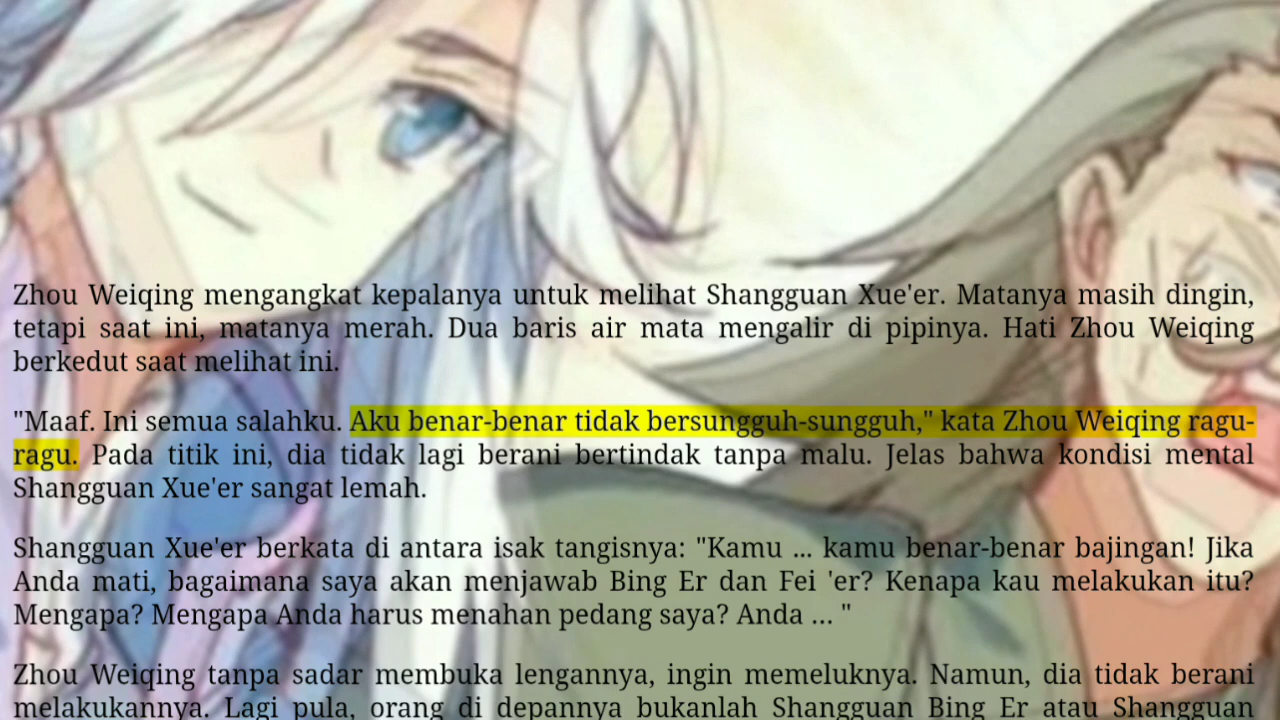 Zhou Weiqing mengangkat kepalanya untuk melihat Shangguan Xue'er. Matanya masih dingin,
tetapi saat ini, matanya merah. Dua baris air mata mengalir di pipinya. Hati Zhou Weiqing
berkedut saat melihat ini.
"Maaf. Ini semua salahku. Aku benar-benar tidak bersungguh-sungguh," kata Zhou Weiqing ragu-
ragu. Pada titik ini, dia tidak lagi berani bertindak tanpa malu. Jelas bahwa kondisi mental
Shangguan Xue'er sangat lemah.
Shangguan Xue'er berkata di antara isak tangisnya: "Kamu ... kamu benar-benar bajingan! Jika
Anda mati, bagaimana saya akan menjawab Bing Er dan Fei 'er? Kenapa kau melakukan itu?
Mengapa? Mengapa Anda harus menahan pedang saya? Anda ... "
Zhou Weiqing tanpa sadar membuka lengannya, ingin memeluknya. Namun, dia tidak berani
melakukannya. Lagi pula, orang di depannya bukanlah Shangguan Bing Er atau Shangguan